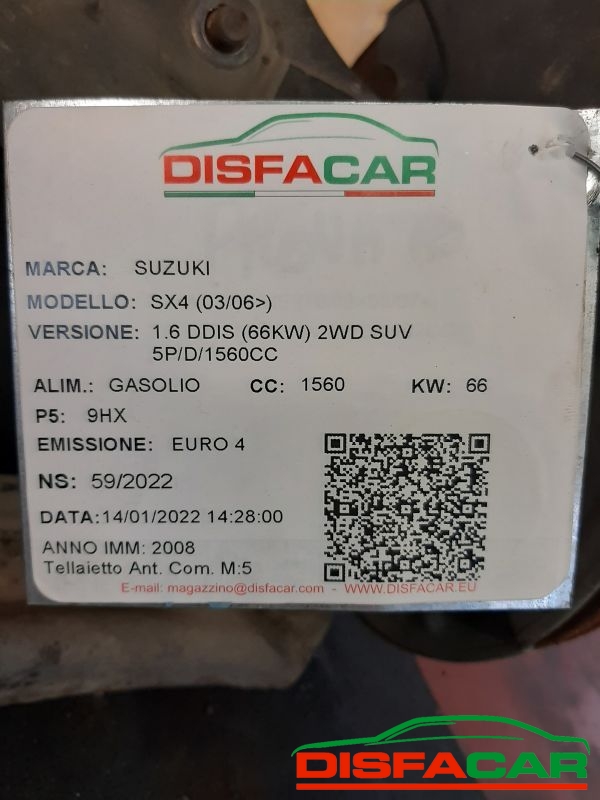 DISFACAR
MARCA: SUZUKI
MODELLO: SX4 (03/06>)
VERSIONE: 1.6 DDIS (66KW) 2WD SUV
5P/D/1560CC
ALIM.: GASOLIO CC: 1560 KW: 66
P5: 9HX
EMISSIONE: EURO 4
NS: 59/2022
DATA:14/01/2022 14:28:00
ANNO IMM: 2008
Tellaietto Ant. Com. M:5
E-mail: magazzino@disfacar.com - WWW.DISFACAR.EU
DISFACAR